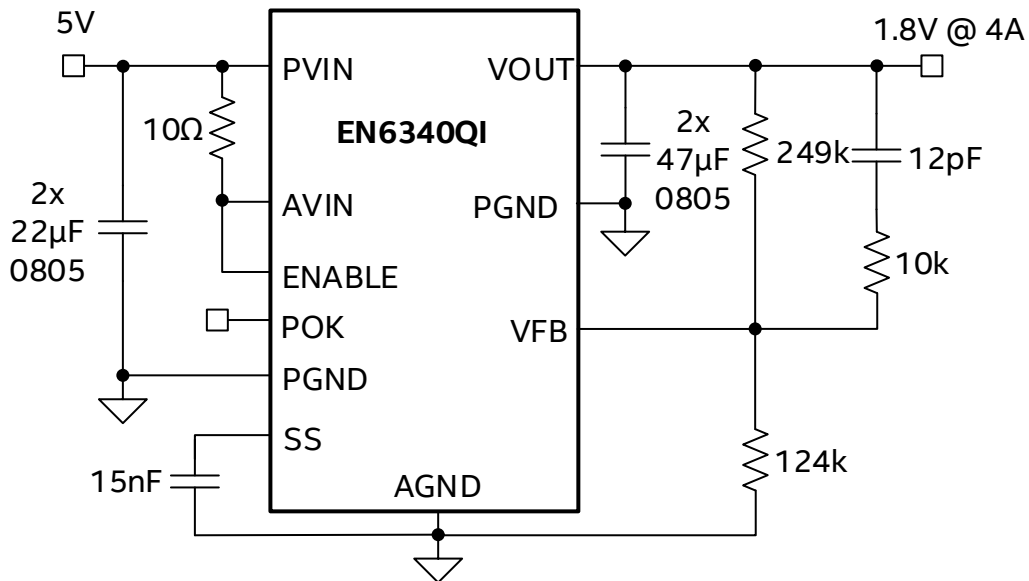 5V
1.8V @ 4A
PVIN
VOUT
10Ω
EN6340QI
2x
47µF
0805
249k
12pF
2x
22µF
0805
AVIN
PGND
ENABLE
10k
POK
VFB
PGND
SS
15nF
AGND
124k